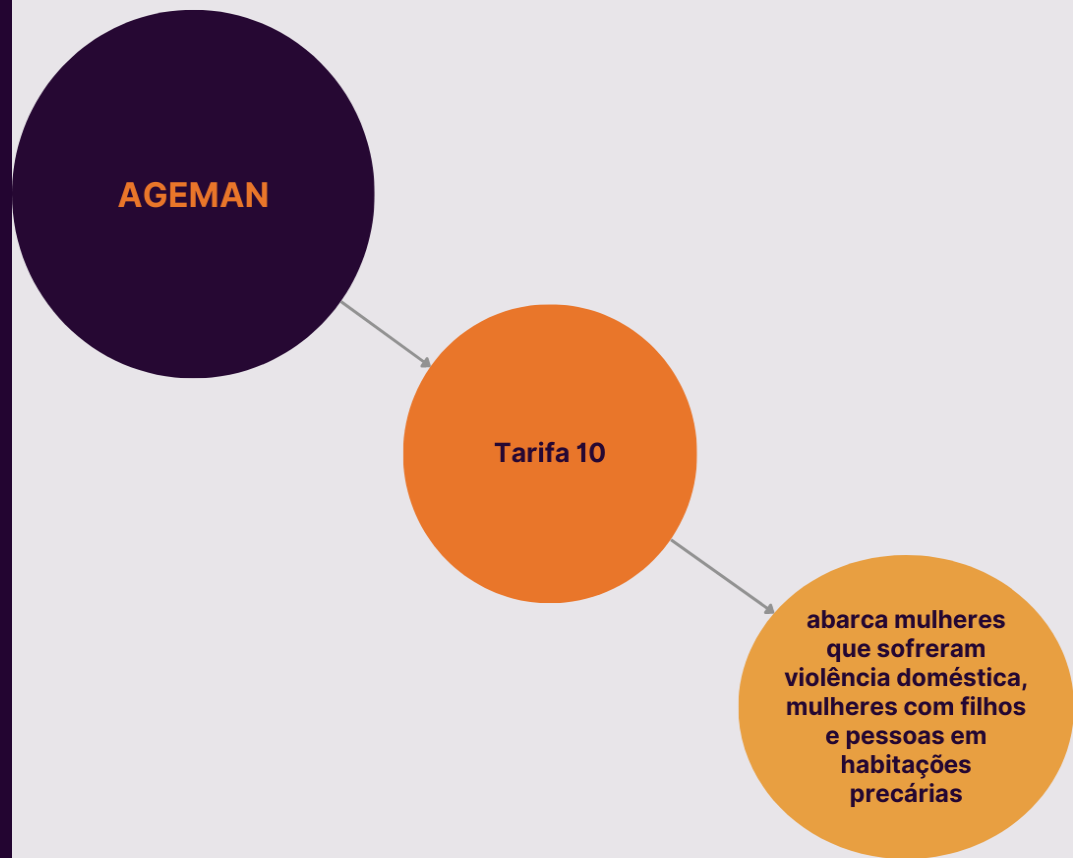 AGEMAN
Tarifa 10
abarca mulheres
que sofreram
violência doméstica,
mulheres com filhos
e pessoas em
habitações
precárias